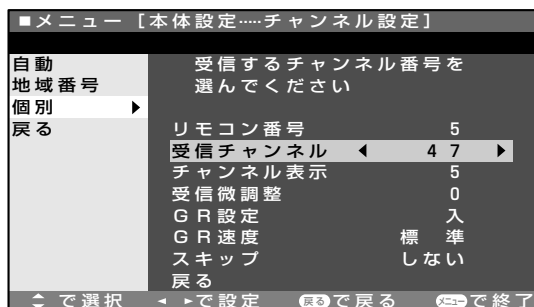 ■メニュー [本体設定……チャンネル設定]
自動
地域番号
個別 ▶
戻る
受信するチャンネル番号を
選んでください
リモコン番号 5
受信チャンネル ◀ 47 ▶
チャンネル表示 5
受信微調整 0
GR設定 入
GR速度 標準
スキップ しない
戻る
で選択 ◂ ▸で設定 戻るで戻る メニューで終了